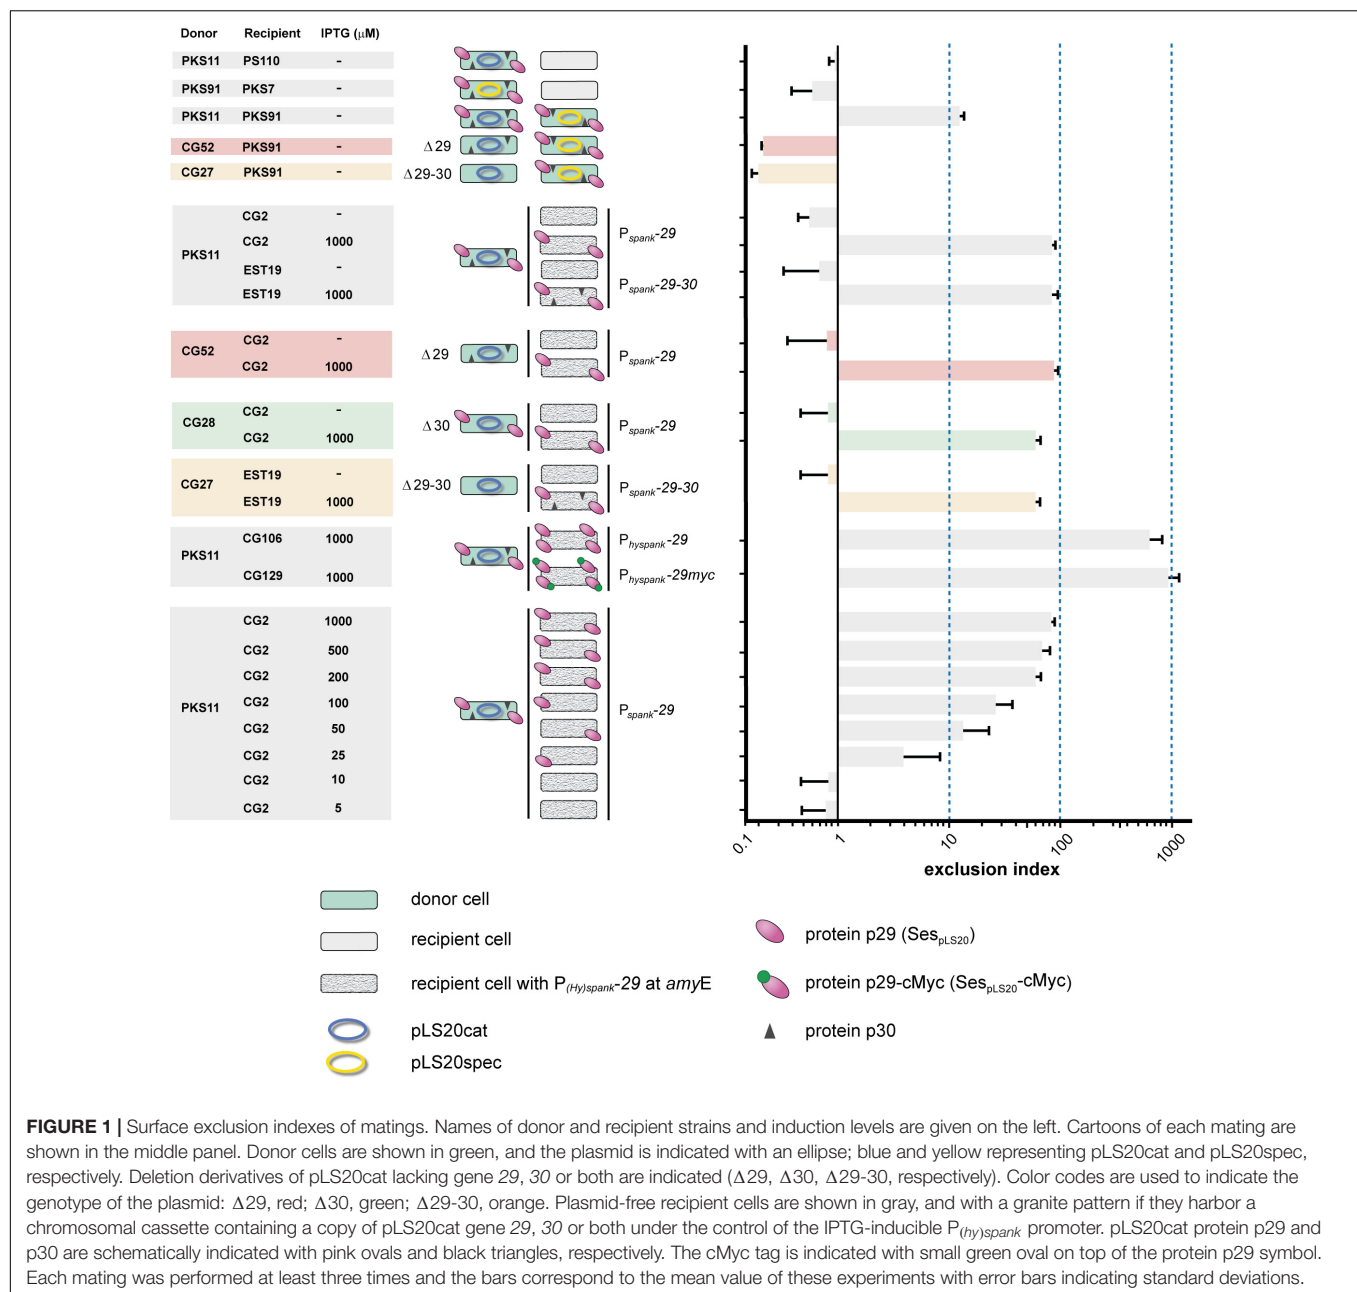 Donor Recipient IPTG (µM)
PKS11 PS110 -
PKS91 PKS7 -
PKS11 PKS91 -
CG52 PKS91 - Δ29
CG27 PKS91 - Δ29-30
PKS11
CG2 -
CG2 1000
EST19 -
EST19 1000
Pspank-29
Pspank-29-30
CG52
CG2 -
CG2 1000
Δ29
Pspank-29
CG28
CG2 -
CG2 1000
Δ30
Pspank-29
CG27
EST19 -
EST19 1000
Δ29-30
Pspank-29-30
PKS11
CG106 1000
CG129 1000
Physpank-29
Physpank-29myc
PKS11
CG2 1000
CG2 500
CG2 200
CG2 100
CG2 50
CG2 25
CG2 10
CG2 5
Pspank-29
0.1 1 10 100 1000
exclusion index
donor cell
recipient cell
recipient cell with P(Hy)spank-29 at amyE
pLS20cat
pLS20spec
protein p29 (SespLS20)
protein p29-cMyc (SespLS20-cMyc)
protein p30
FIGURE 1 | Surface exclusion indexes of matings. Names of donor and recipient strains and induction levels are given on the left. Cartoons of each mating are
shown in the middle panel. Donor cells are shown in green, and the plasmid is indicated with an ellipse; blue and yellow representing pLS20cat and pLS20spec,
respectively. Deletion derivatives of pLS20cat lacking gene 29, 30 or both are indicated (Δ29, Δ30, Δ29-30, respectively). Color codes are used to indicate the
genotype of the plasmid: Δ29, red; Δ30, green; Δ29-30, orange. Plasmid-free recipient cells are shown in gray, and with a granite pattern if they harbor a
chromosomal cassette containing a copy of pLS20cat gene 29, 30 or both under the control of the IPTG-inducible P(hy)spank promoter. pLS20cat protein p29 and
p30 are schematically indicated with pink ovals and black triangles, respectively. The cMyc tag is indicated with small green oval on top of the protein p29 symbol.
Each mating was performed at least three times and the bars correspond to the mean value of these experiments with error bars indicating standard deviations.